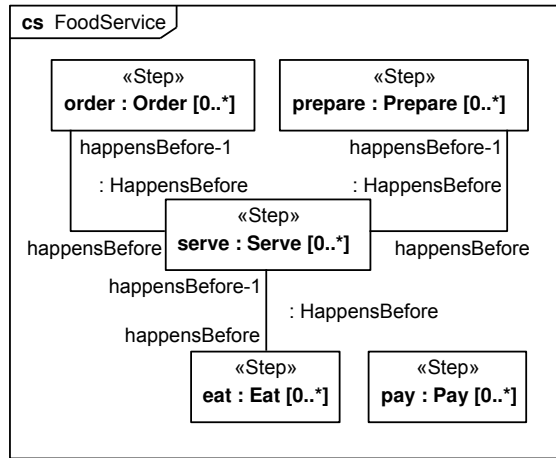 cs FoodService
«Step»
order : Order [0..*]
«Step»
prepare : Prepare [0..*]
happensBefore-1
happensBefore-1
: HappensBefore
: HappensBefore
«Step»
serve : Serve [0..*]
happensBefore
happensBefore
happensBefore-1
: HappensBefore
happensBefore
«Step»
eat : Eat [0..*]
«Step»
pay : Pay [0..*]